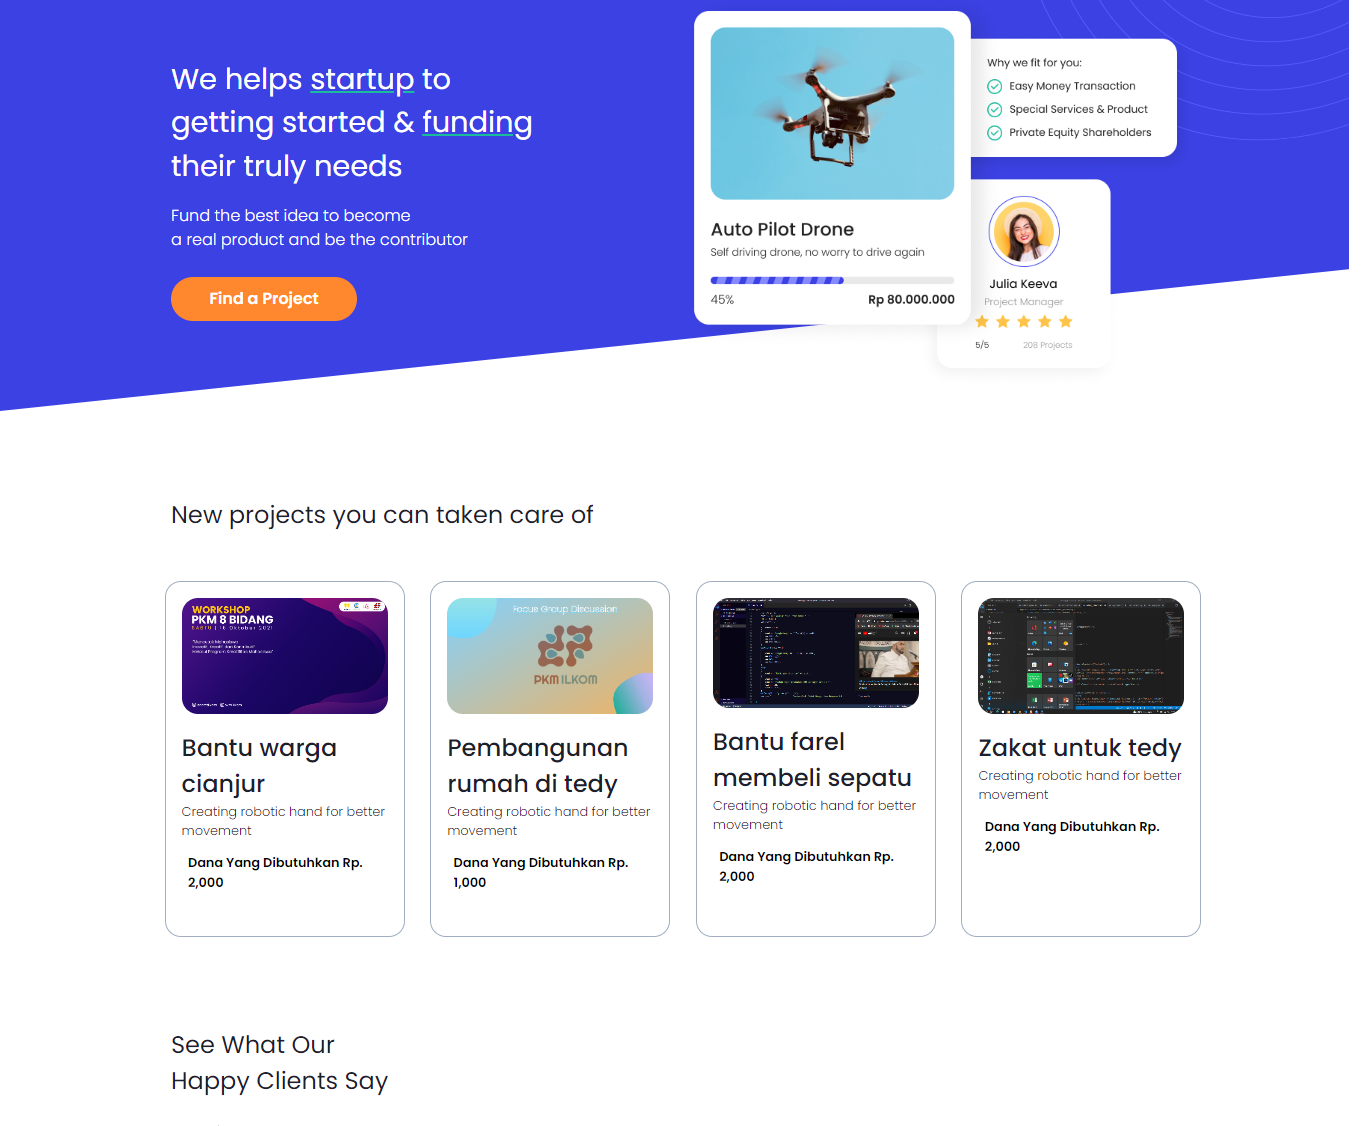 We helps startup to
getting started & funding
their truly needs
Fund the best idea to become
a real product and be the contributor
Find a Project
Auto Pilot Drone
Self driving drone, no worry to drive again
45%
Rp 80.000.000
Why we fit for you:
Easy Money Transaction
Special Services & Product
Private Equity Shareholders
Julia Keeva
Project Manager
5/5
208 Projects
New projects you can taken care of
WORKSHOP
PKM 8 BIDANG
SABTU | 16 Oktober 2021
Bantu warga
cianjur
Creating robotic hand for better
movement
Dana Yang Dibutuhkan Rp.
2,000
Focus Group Discussion
PKM ILKOM
Pembangunan
rumah di tedy
Creating robotic hand for better
movement
Dana Yang Dibutuhkan Rp.
1,000
Bantu farel
membeli sepatu
Creating robotic hand for better
movement
Dana Yang Dibutuhkan Rp.
2,000
Zakat untuk tedy
Creating robotic hand for better
movement
Dana Yang Dibutuhkan Rp.
2,000
See What Our
Happy Clients Say